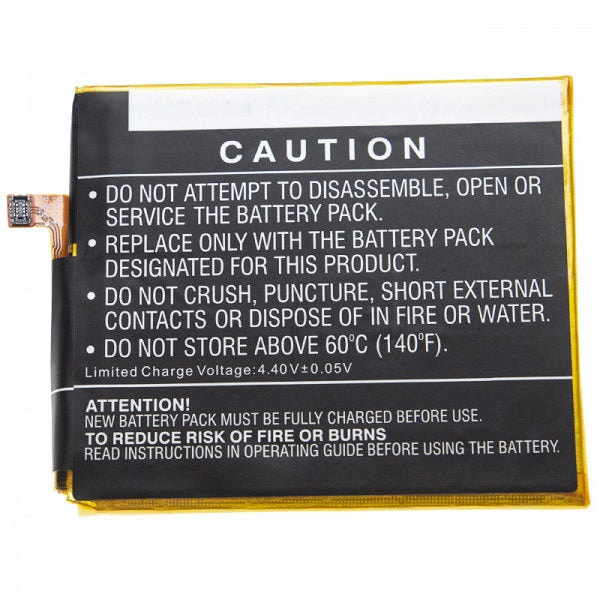 CAUTION
• DO NOT ATTEMPT TO DISASSEMBLE, OPEN OR
SERVICE THE BATTERY PACK.
• REPLACE ONLY WITH THE BATTERY PACK
DESIGNATED FOR THIS PRODUCT.
• DO NOT CRUSH, PUNCTURE, SHORT EXTERNAL
CONTACTS OR DISPOSE OF IN FIRE OR WATER.
• DO NOT STORE ABOVE 60°C (140°F).
Limited Charge Voltage:4.40V±0.05V
ATTENTION!
NEW BATTERY PACK MUST BE FULLY CHARGED BEFORE USE.
TO REDUCE RISK OF FIRE OR BURNS
READ INSTRUCTIONS IN OPERATING GUIDE BEFORE USING THE BATTERY.